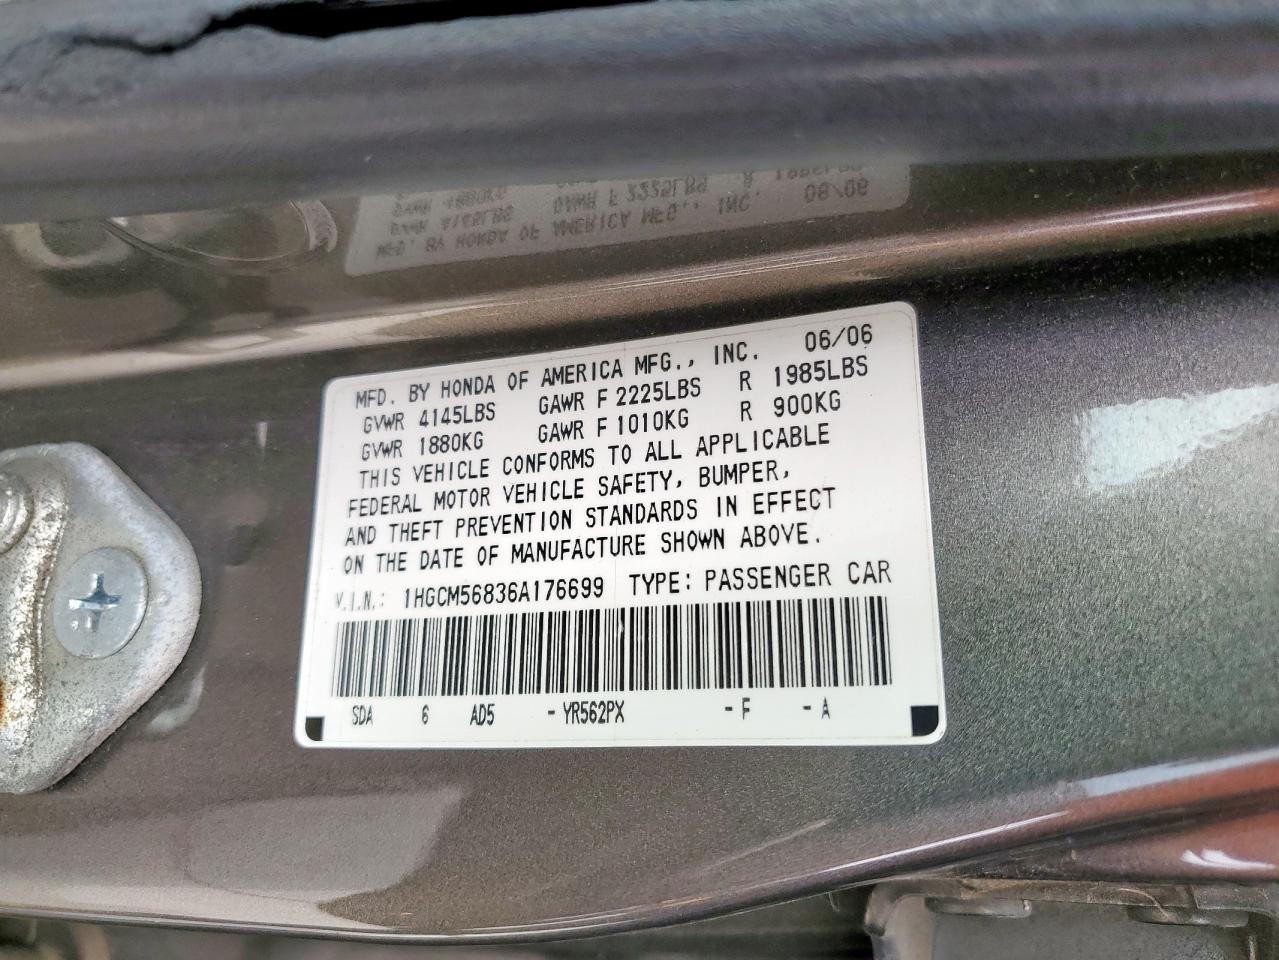 MFD. BY HONDA OF AMERICA MFG., INC. 06/06
GVWR 4145LBS GAWR F 2225LBS R 1985LBS
GVWR 1880KG GAWR F 1010KG R 900KG
THIS VEHICLE CONFORMS TO ALL APPLICABLE
FEDERAL MOTOR VEHICLE SAFETY, BUMPER,
AND THEFT PREVENTION STANDARDS IN EFFECT
ON THE DATE OF MANUFACTURE SHOWN ABOVE.
V.I.N.: 1HGCM56836A176699 TYPE: PASSENGER CAR
SDA 6 AD5 -YR562PX -F -A